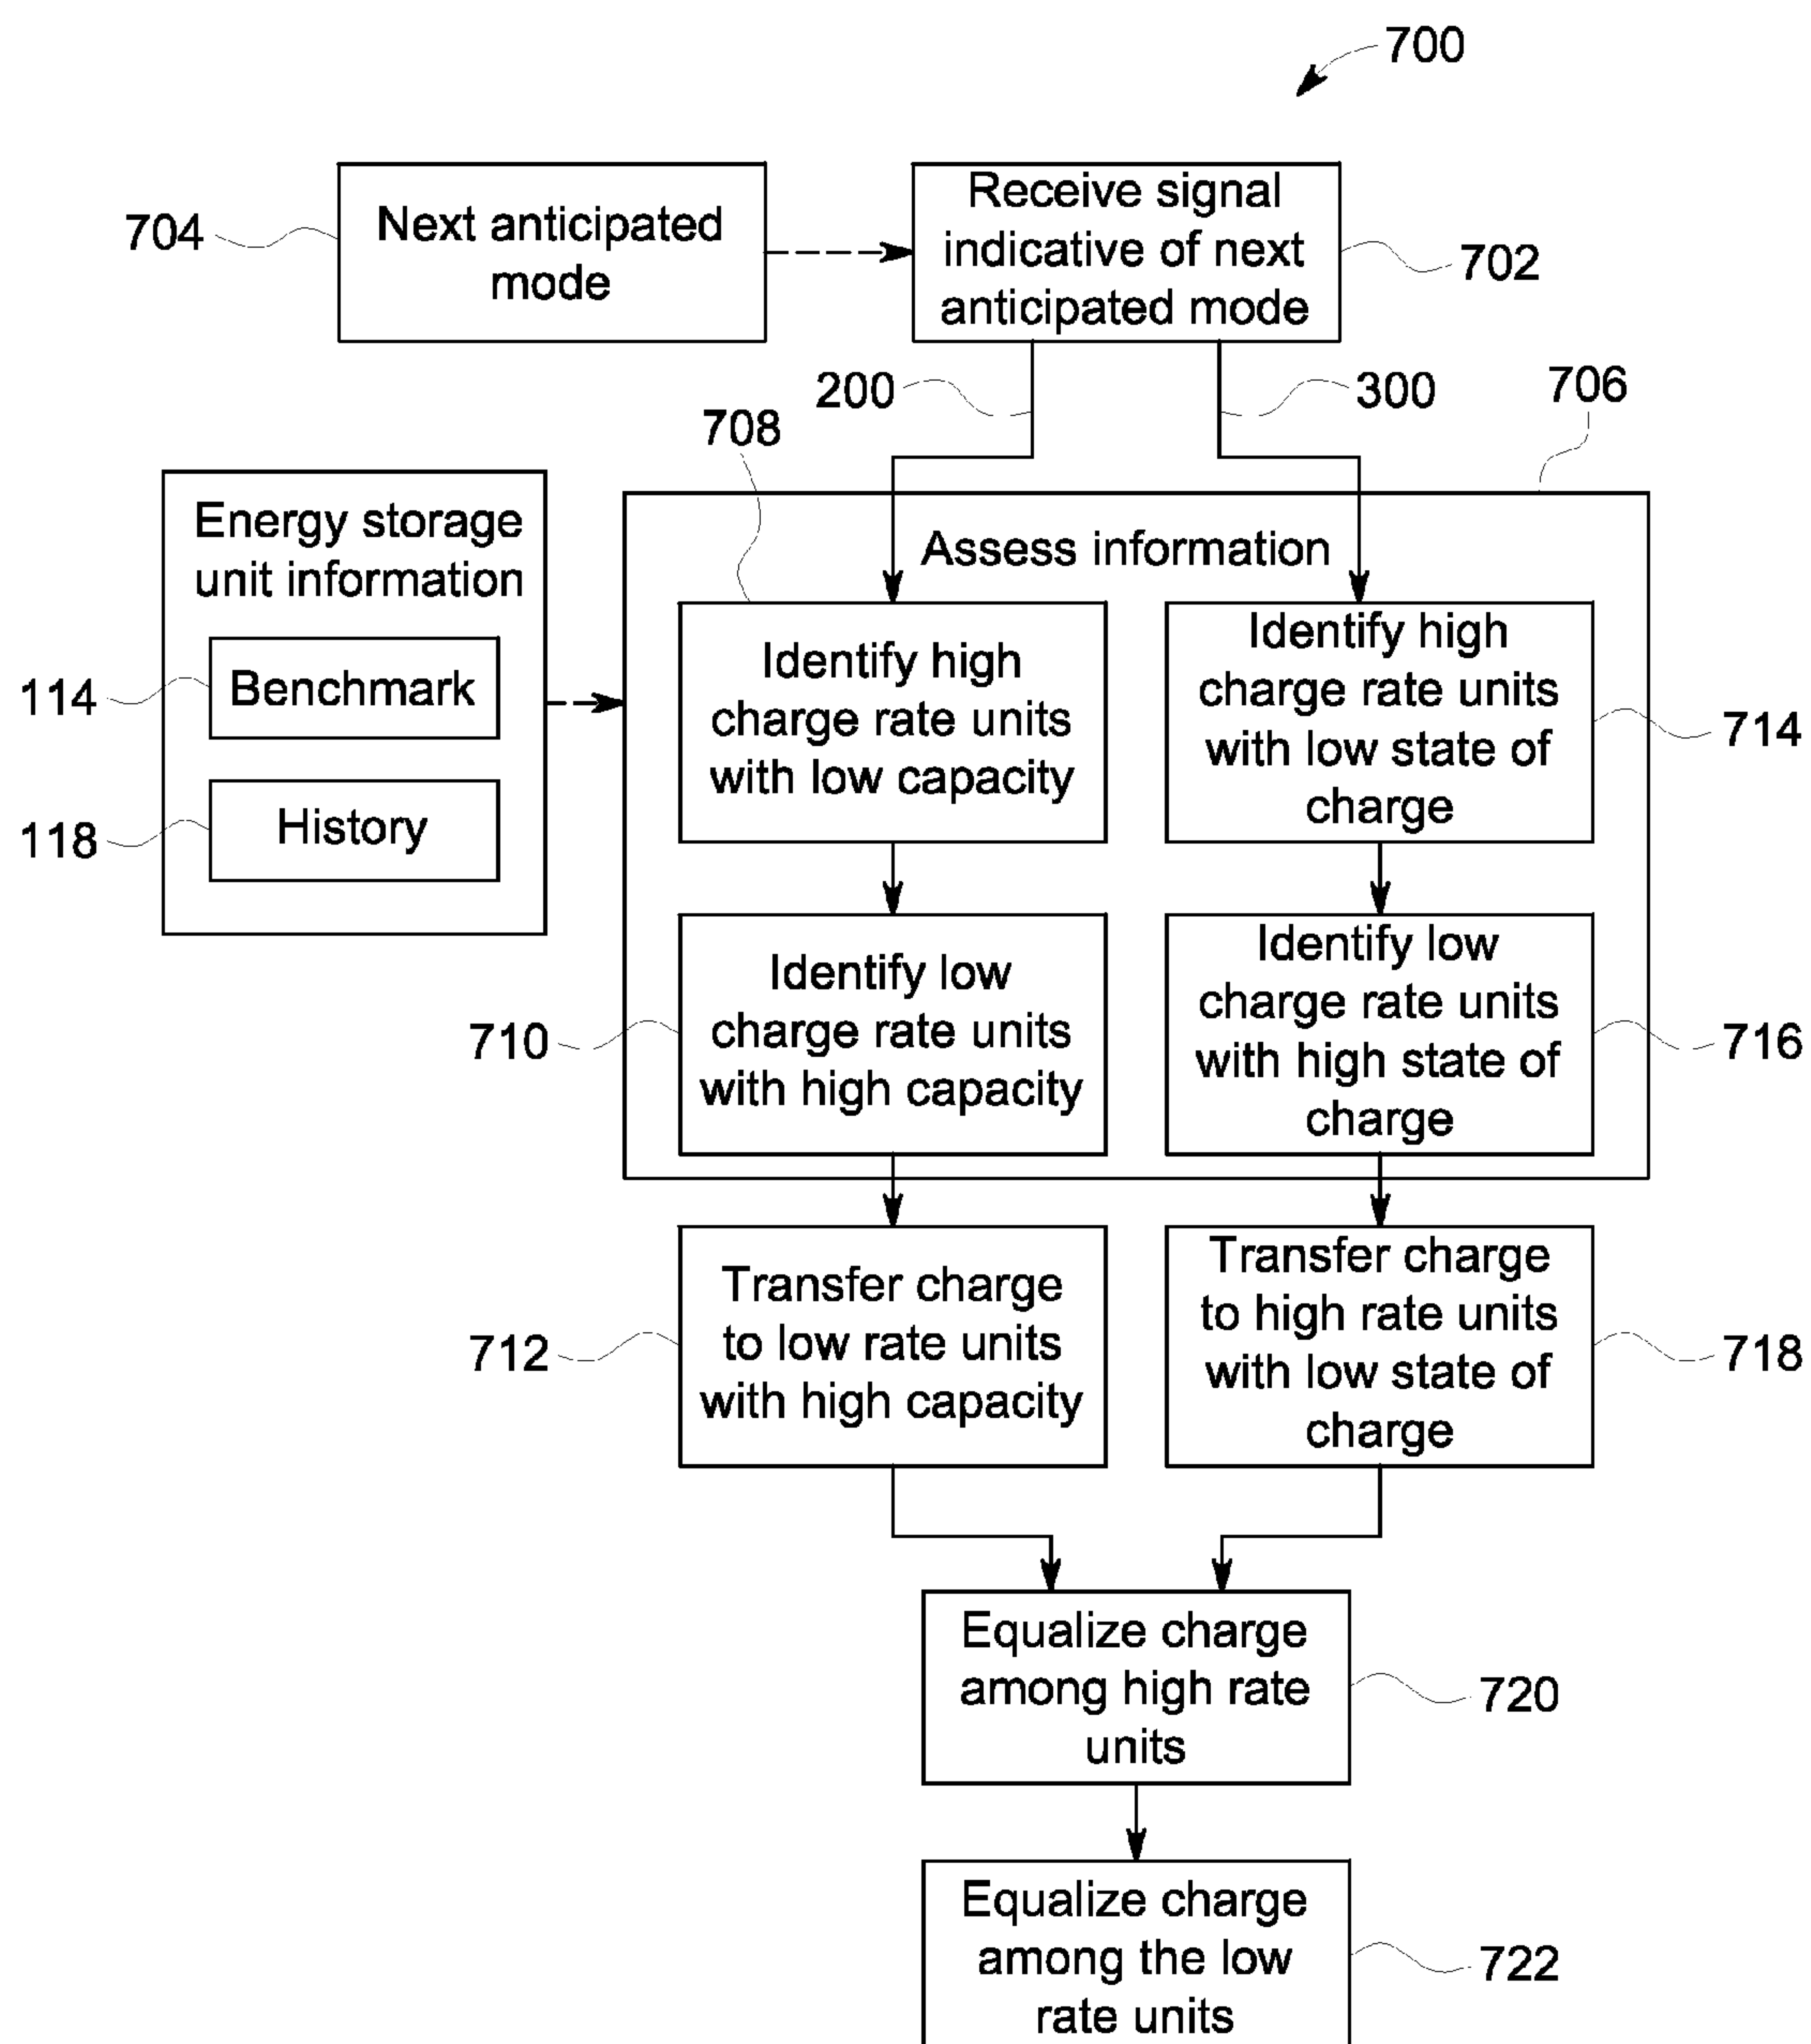 700
704
Next anticipated
mode
Receive signal
indicative of next
anticipated mode
702
200
300
706
708
Energy storage
unit information
114
Benchmark
118
History
Assess information
Identify high
charge rate units
with low capacity
Identify high
charge rate units
with low state of
charge
714
710
Identify low
charge rate units
with high capacity
Identify low
charge rate units
with high state of
charge
716
712
Transfer charge
to low rate units
with high capacity
Transfer charge
to high rate units
with low state of
charge
718
Equalize charge
among high rate
units
720
Equalize charge
among the low
rate units
722